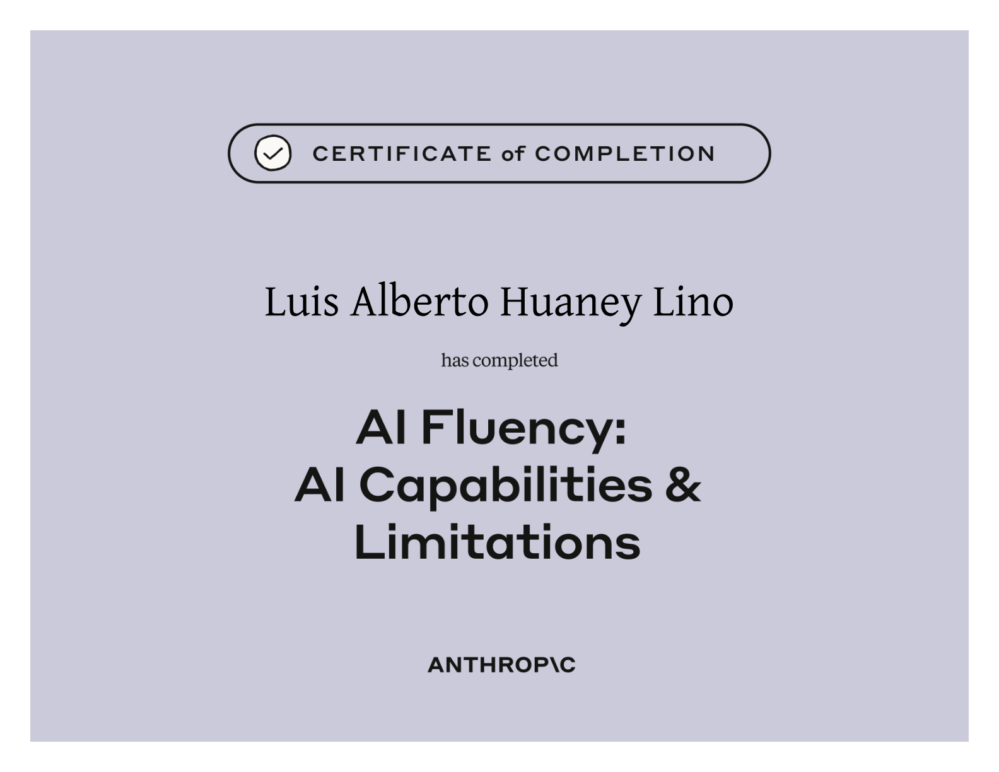 CERTIFICATE of COMPLETION
Luis Alberto Huaney Lino
has completed
AI Fluency:
AI Capabilities &
Limitations
ANTHROP\C